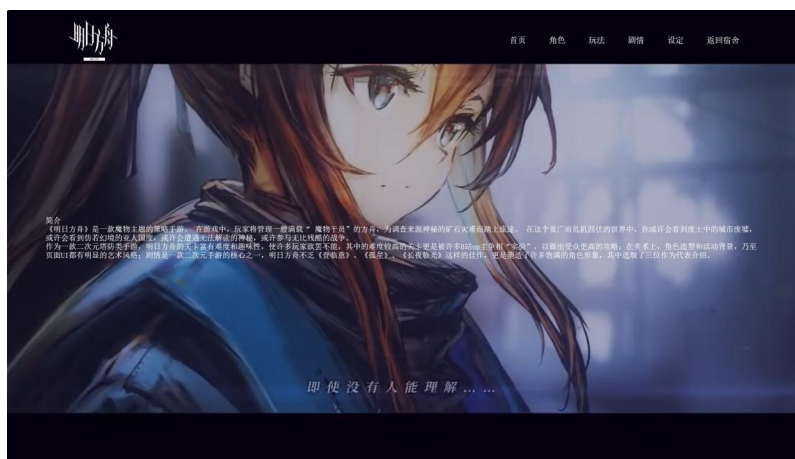 明日方舟
首页 角色 玩法 剧情 设定 返回宿舍
简介
《明日方舟》是一款魔物主题的策略手游。在游戏中，玩家将管理一艘满载“魔物干员”的方舟，为调查来源神秘的矿石灾难而踏上旅途。 在这个宽广而危机四伏的世界中，你或许会看到废土中的城市废墟，
或许会看到仿若幻境的亚人国度，或许会遭遇无法解读的神秘，或许参与无比残酷的战争。
作为一款二次元塔防类手游，明日方舟的关卡富有难度和趣味性，使许多玩家欲罢不能，其中的难度较高的关卡更是被许多B站up主争相“实验”，以做出受众更高的攻略；在美术上，角色造型和活动背景，乃至
页面UI都有明显的艺术风格；剧情是一款二次元手游的核心之一，明日方舟不乏《登临意》、《孤星》、《长夜临光》这样的佳作，更是塑造了许多饱满的角色形象，其中选取了三位作为代表介绍。
即使没有人能理解……